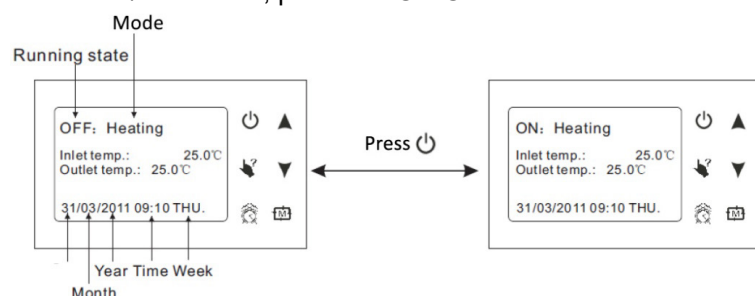 Mode
Running state
OFF: Heating
Inlet temp.: 25.0℃
Outlet temp.: 25.0℃
31/03/2011 09:10 THU.
Year Time Week
Month
Press
ON: Heating
Inlet temp.: 25.0℃
Outlet temp.: 25.0℃
31/03/2011 09:10 THU.
M
?
M
?